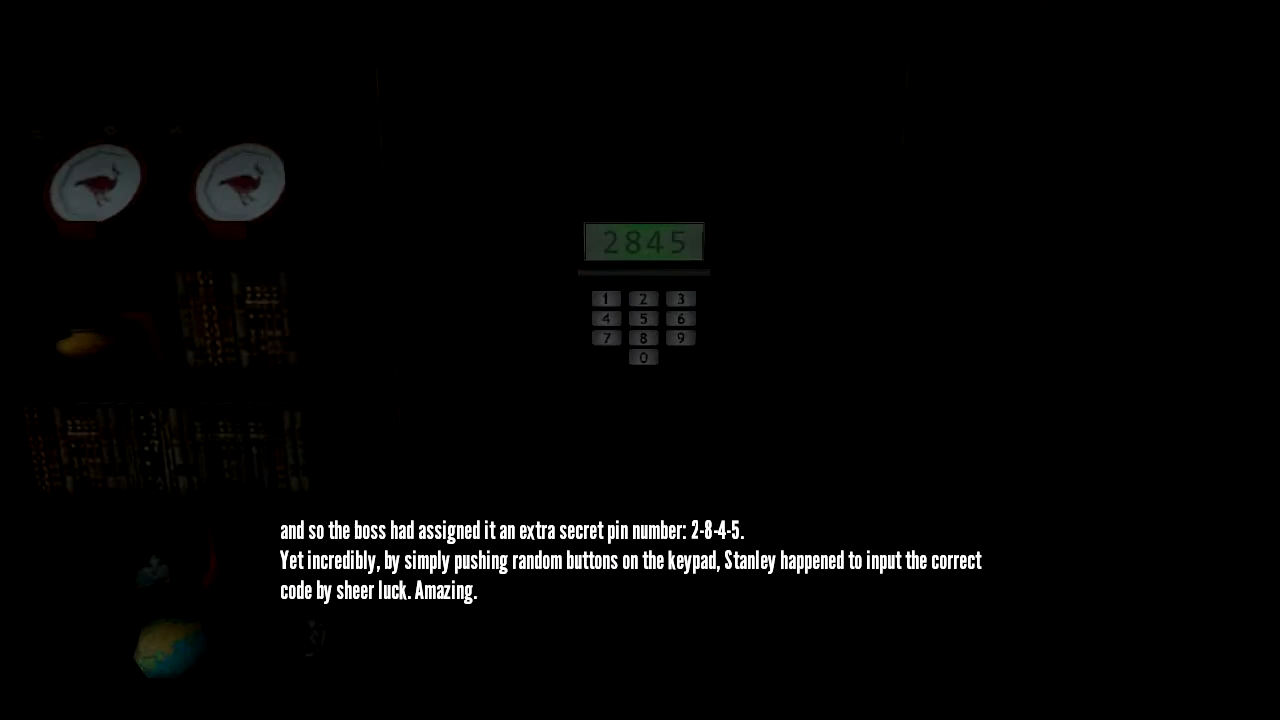 2845
1 2 3
4 5 6
7 8 9
0
and so the boss had assigned it an extra secret pin number: 2-8-4-5.
Yet incredibly, by simply pushing random buttons on the keypad, Stanley happened to input the correct
code by sheer luck. Amazing.